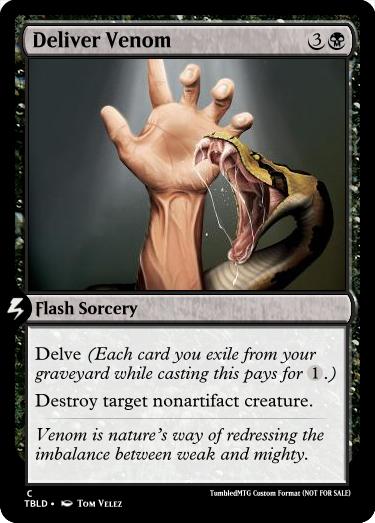 Deliver Venom 3
Flash Sorcery
Delve (Each card you exile from your
graveyard while casting this pays for 1.)
Destroy target nonartifact creature.
Venom is nature's way of redressing the
imbalance between weak and mighty.
C
TBLD • Tom Velez
TumbledMTG Custom Format (NOT FOR SALE)